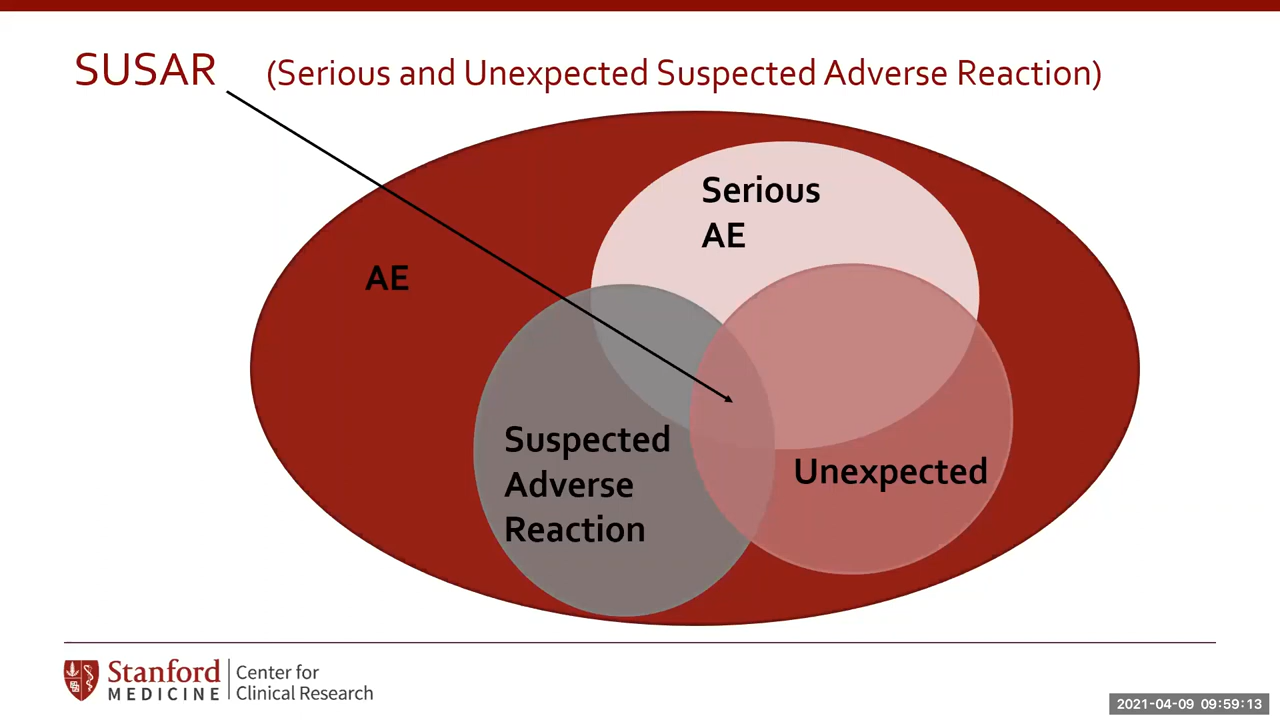 SUSAR (Serious and Unexpected Suspected Adverse Reaction)
Serious
AE
AE
Suspected
Adverse
Reaction
Unexpected
Stanford
MEDICINE
Center for
Clinical Research
2021-04-09 09:59:13